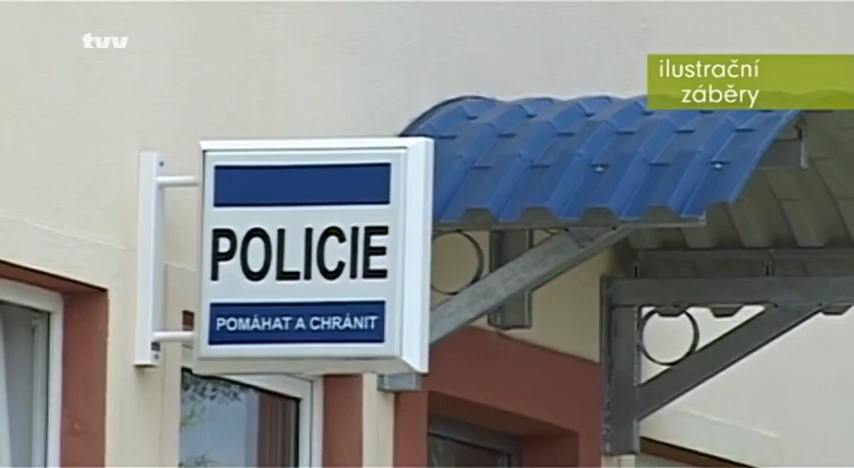 tvv
ilustrační
záběry
POLICIE
POMÁHAT A CHRÁNIT